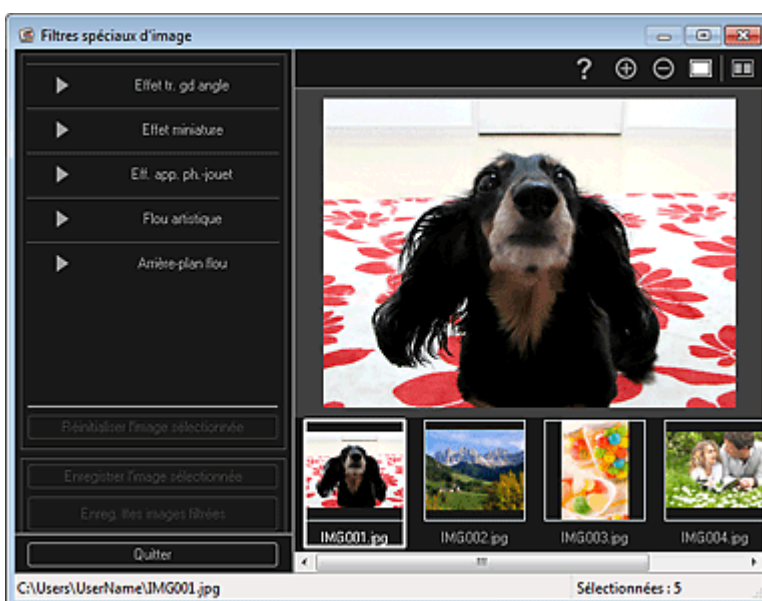 Filtres spéciaux d'image
?
Effet tr. gd angle
Effet miniature
Eff. app. ph.-jouet
Flou artistique
Arrière-plan flou
Réinitialiser l'image sélectionnée
Enregistrer l'image sélectionnée
Enreg. ttes images filtrées
Quitter
IMG001.jpg
IMG002.jpg
IMG003.jpg
IMG004.jpg
C:\Users\UserName\IMG001.jpg
Sélectionnées : 5